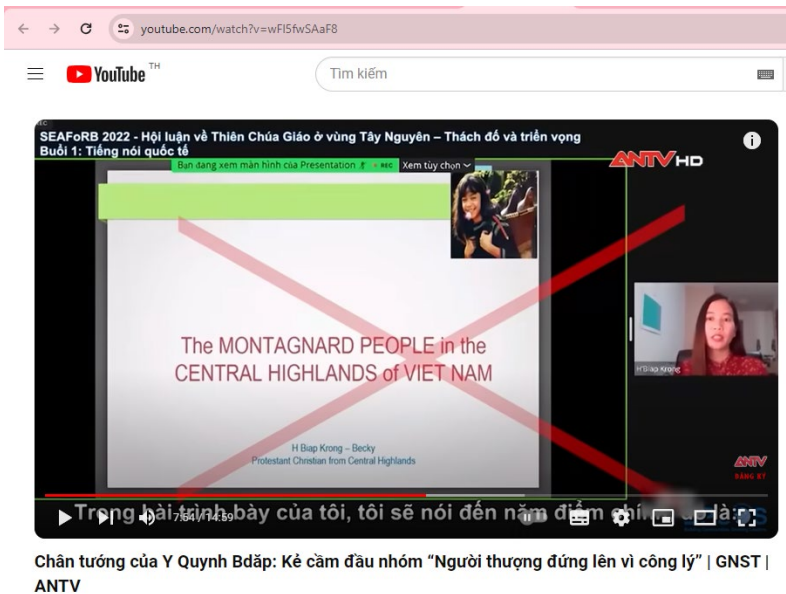 youtube.com/watch?v=wFI5fwSAaF8
YouTube TH
Tìm kiếm
REC
SEAFoRB 2022 - Hội luận về Thiên Chúa Giáo ở vùng Tây Nguyên – Thách đố và triển vọng
Buổi 1: Tiếng nói quốc tế
Bạn đang xem màn hình của Presentation REC Xem tùy chọn
ANTV HD
The MONTAGNARD PEOPLE in the
CENTRAL HIGHLANDS of VIET NAM
H Biap Krong
H Biap Krong – Becky
Protestant Christian from Central Highlands
ANTV
ĐĂNG KÝ
Trong bài trình bày của tôi, tôi sẽ nói đến năm điểm chính
là:
7:54 / 14:59
Chân tướng của Y Quynh Bdăp: Kẻ cầm đầu nhóm “Người thượng đứng lên vì công lý” | GNST |
ANTV